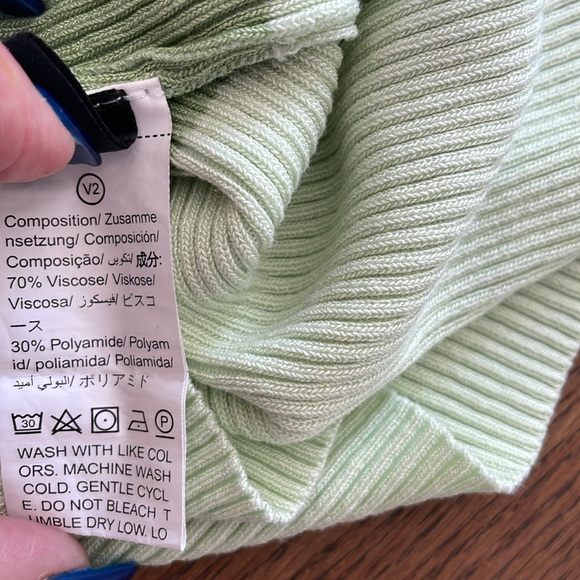 V2
Composition/ Zusamme
nsetzung/ Composición/
Composição/ تكوين/ 成分:
70% Viscose/ Viskose/
Viscosa/ فيسكوز/ ビスコ
ース
30% Polyamide/ Polyam
id/ poliamida/ Poliamida/
البولي أميد/ ポリアミド
30 P
WASH WITH LIKE COL
ORS. MACHINE WASH
COLD. GENTLE CYCL
E. DO NOT BLEACH T
UMBLE DRY LOW. LO